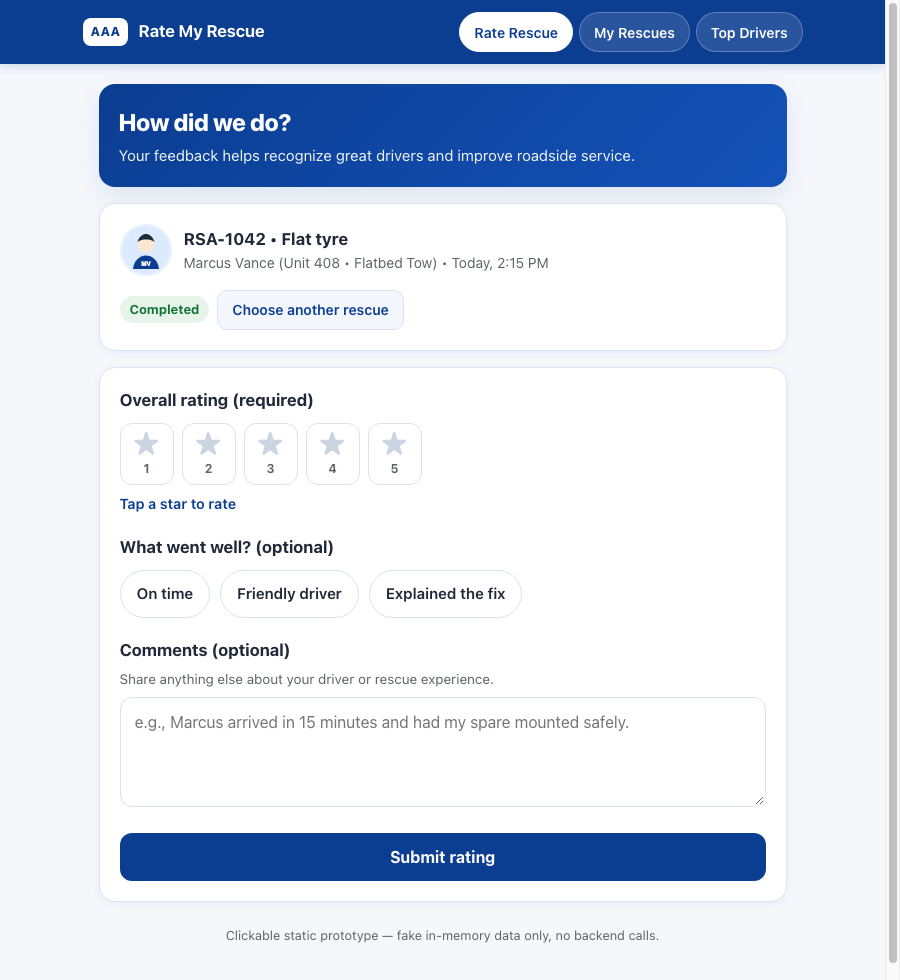 AAA
Rate My Rescue
Rate Rescue
My Rescues
Top Drivers
How did we do?
Your feedback helps recognize great drivers and improve roadside service.
MV
RSA-1042 • Flat tyre
Marcus Vance (Unit 408 • Flatbed Tow) • Today, 2:15 PM
Completed
Choose another rescue
Overall rating (required)
1
2
3
4
5
Tap a star to rate
What went well? (optional)
On time
Friendly driver
Explained the fix
Comments (optional)
Share anything else about your driver or rescue experience.
e.g., Marcus arrived in 15 minutes and had my spare mounted safely.
Submit rating
Clickable static prototype — fake in-memory data only, no backend calls.